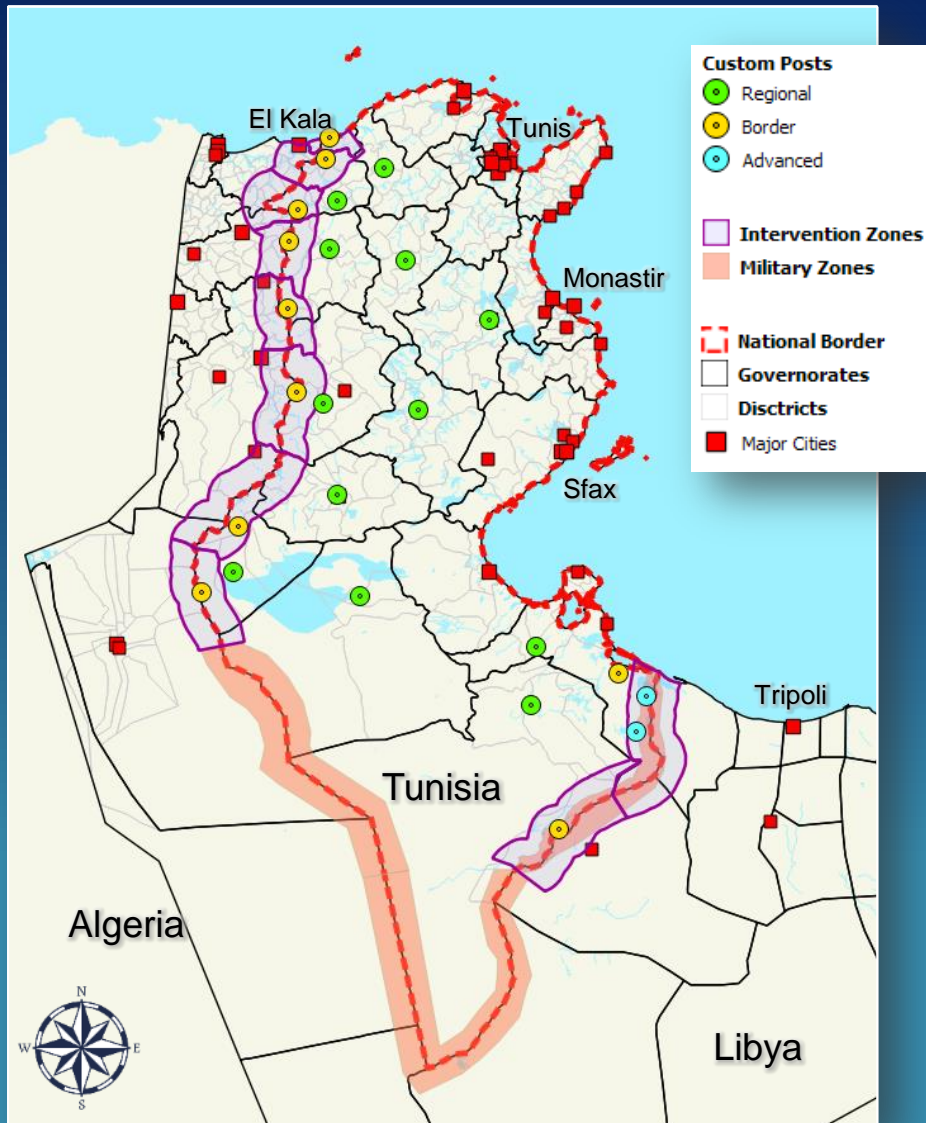 El Kala
Tunis
Monastir
Sfax
Tripoli
Tunisia
Algeria
Libya
N
W
E
S
Custom Posts
Regional
Border
Advanced
Intervention Zones
Military Zones
National Border
Governorates
Disctricts
Major Cities